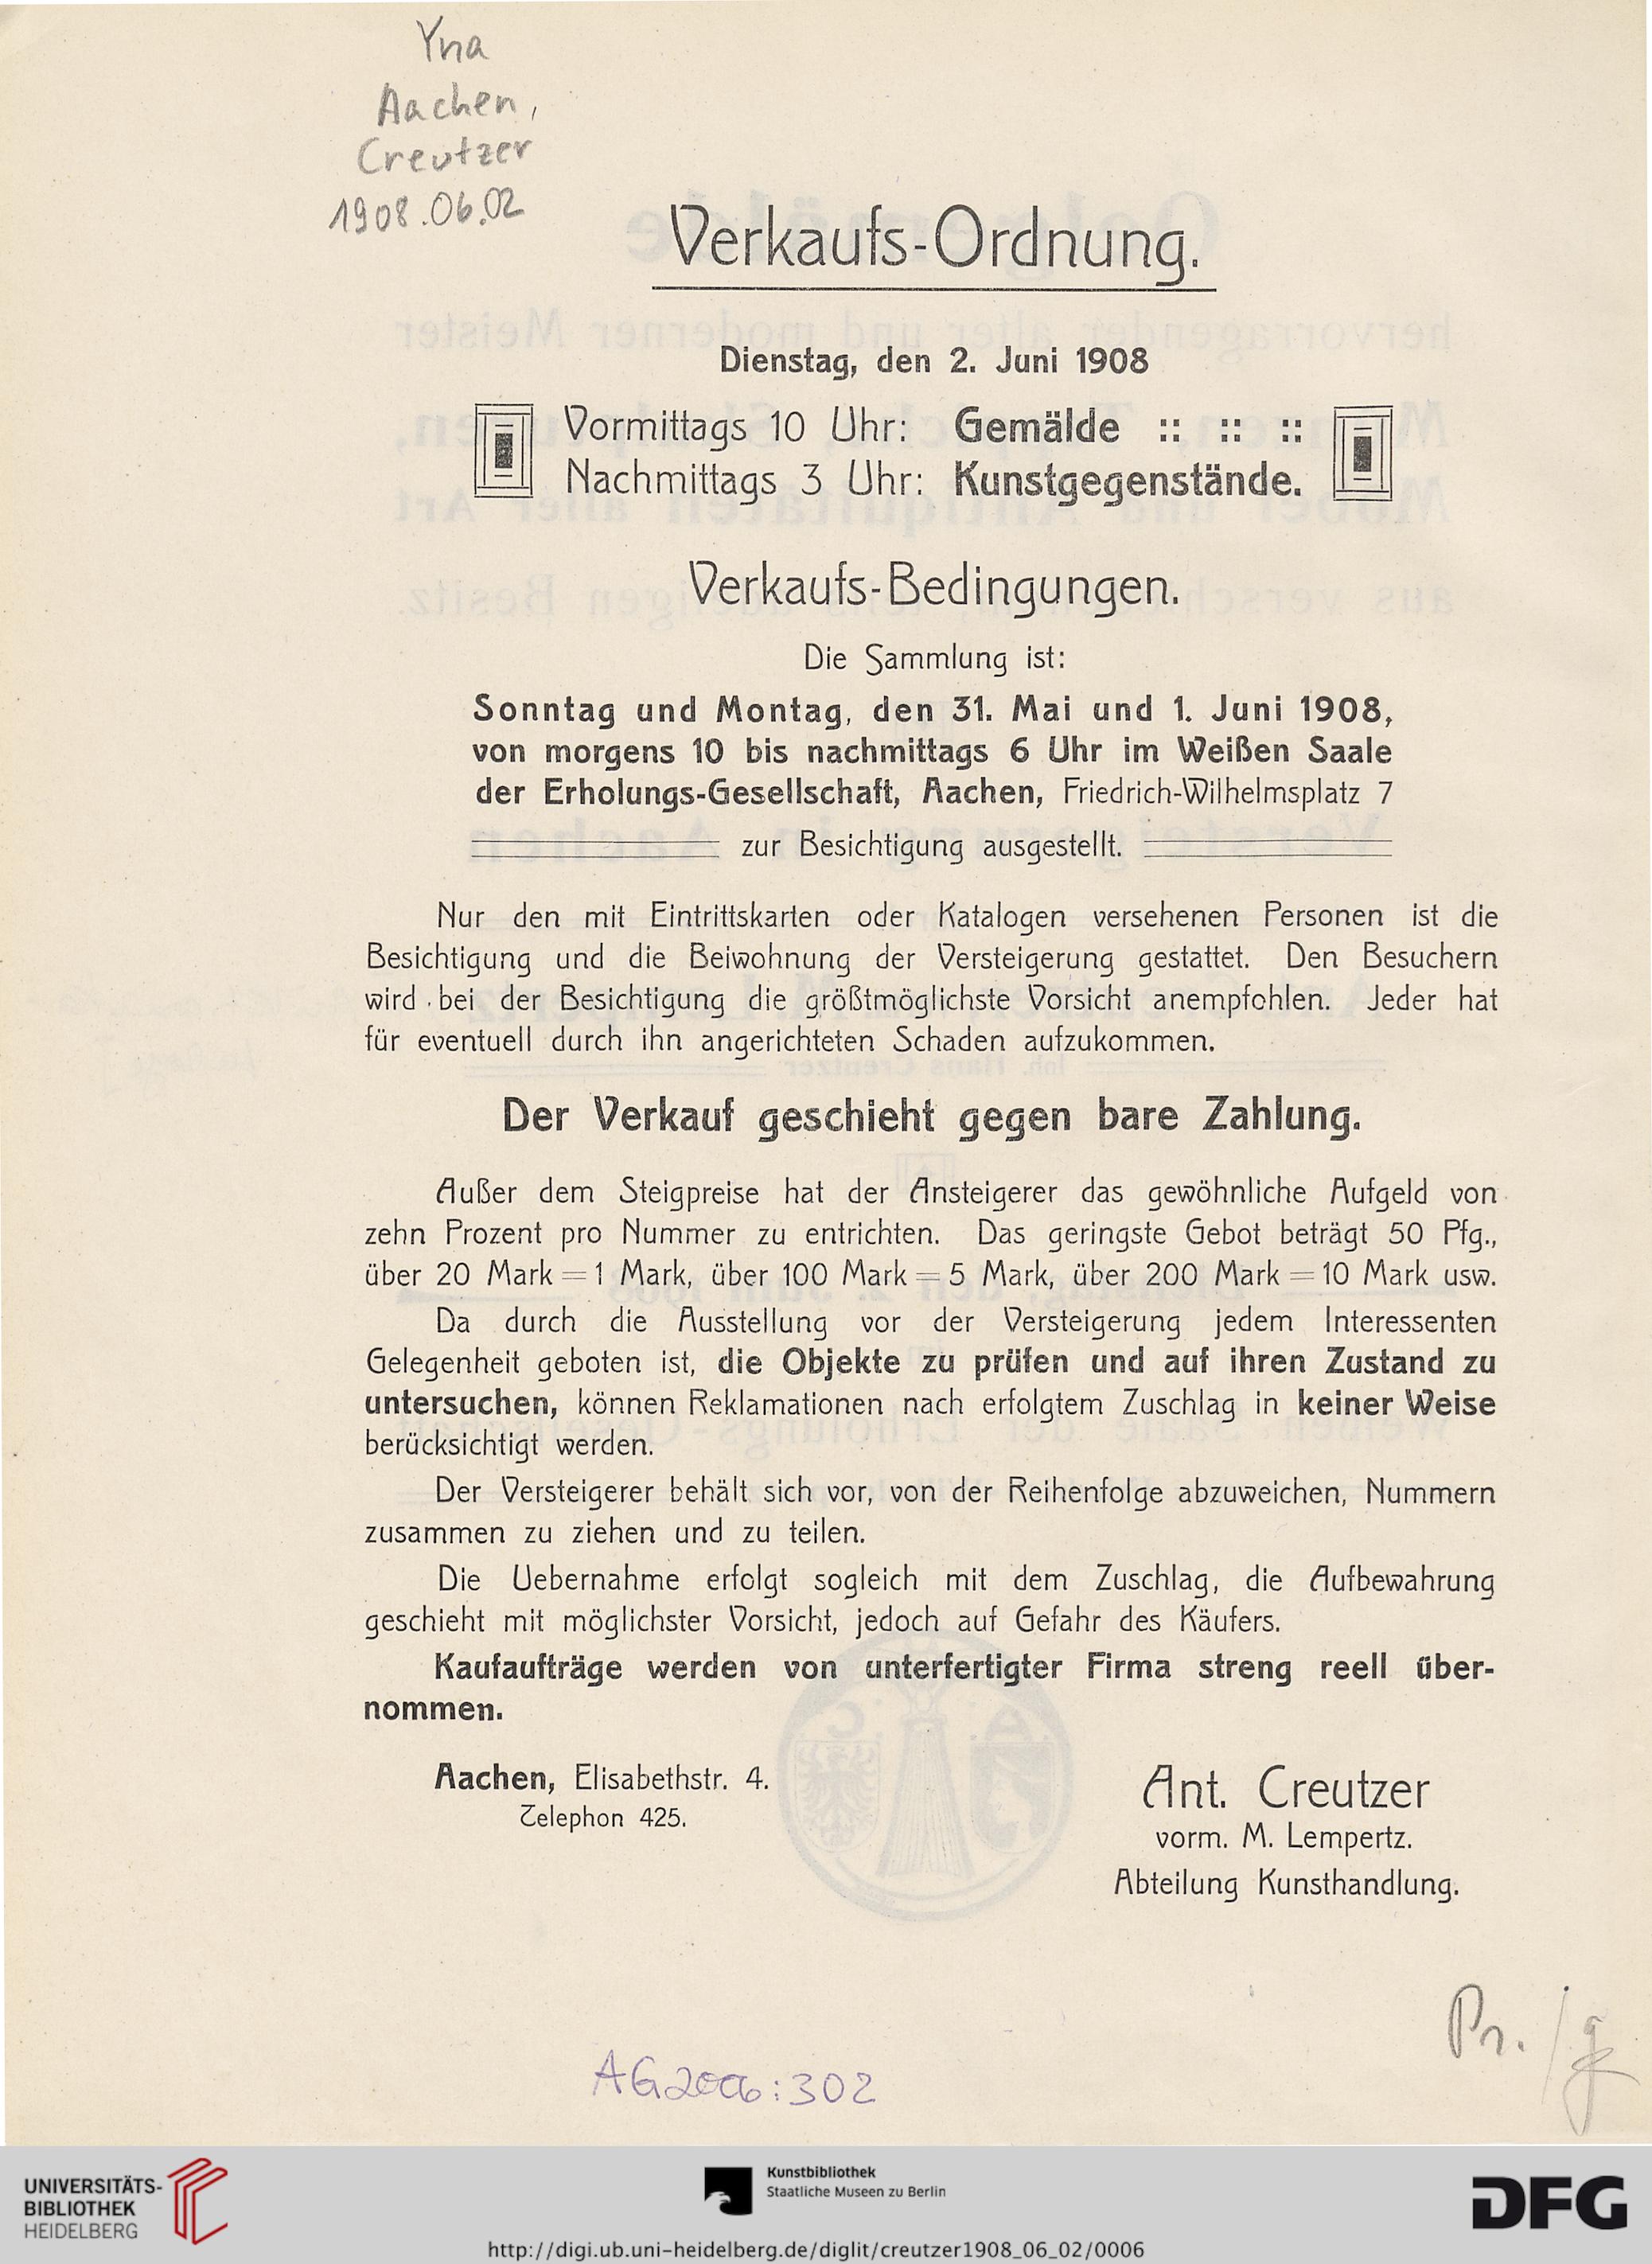 Yna
Aachen,
Creutzer
1908.06.02
Verkaufs-Ordnung.
Dienstag, den 2. Juni 1908
Vormittags 10 Uhr: Gemälde :: :: ::
Nachmittags 3 Uhr: Kunstgegenstände.
Verkaufs-Bedingungen.
Die Sammlung ist:
Sonntag und Montag, den 31. Mai und 1. Juni 1908,
von morgens 10 bis nachmittags 6 Uhr im Weißen Saale
der Erholungs-Gesellschaft, Aachen, Friedrich-Wilhelmsplatz 7
zur Besichtigung ausgestellt.
Nur den mit Eintrittskarten oder Katalogen versehenen Personen ist die
Besichtigung und die Beiwohnung der Versteigerung gestattet. Den Besuchern
wird bei der Besichtigung die größtmöglichste Vorsicht anempfohlen. Jeder hat
für eventuell durch ihn angerichteten Schaden aufzukommen.
Der Verkauf geschieht gegen bare Zahlung.
Außer dem Steigpreise hat der Ansteigerer das gewöhnliche Aufgeld von
zehn Prozent pro Nummer zu entrichten. Das geringste Gebot beträgt 50 Pfg.,
über 20 Mark = 1 Mark, über 100 Mark = 5 Mark, über 200 Mark = 10 Mark usw.
Da durch die Ausstellung vor der Versteigerung jedem Interessenten
Gelegenheit geboten ist, die Objekte zu prüfen und auf ihren Zustand zu
untersuchen, können Reklamationen nach erfolgtem Zuschlag in keiner Weise
berücksichtigt werden.
Der Versteigerer behält sich vor, von der Reihenfolge abzuweichen, Nummern
zusammen zu ziehen und zu teilen.
Die Uebernahme erfolgt sogleich mit dem Zuschlag, die Aufbewahrung
geschieht mit möglichster Vorsicht, jedoch auf Gefahr des Käufers.
Kaufaufträge werden von unterfertigter Firma streng reell über-
nommen.
Aachen, Elisabethstr. 4.
Telephon 425.
Ant. Creutzer
vorm. M. Lempertz.
Abteilung Kunsthandlung.
Pr. /g
AG2006:302
UNIVERSITÄTS-
BIBLIOTHEK
HEIDELBERG
Kunstbibliothek
Staatliche Museen zu Berlin
DFG
http://digi.ub.uni-heidelberg.de/diglit/creutzer1908_06_02/0006